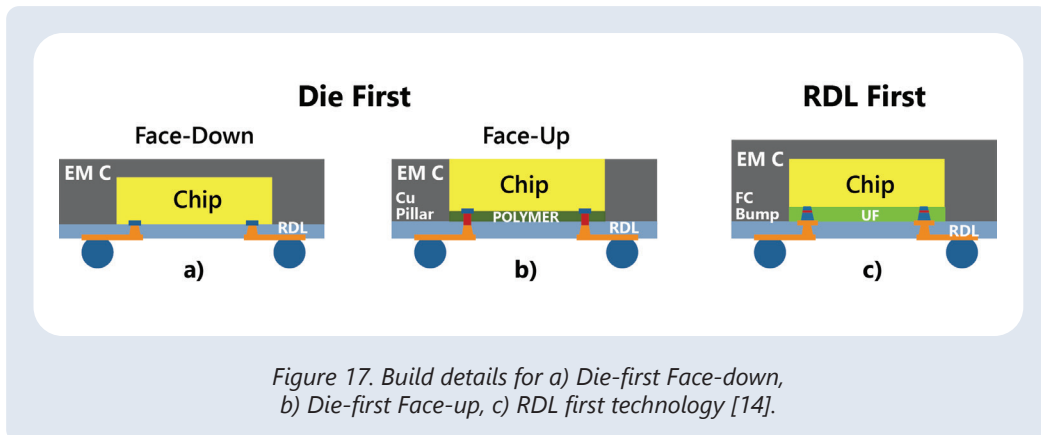 Die First
RDL First
Face-Down
Face-Up
EM C
Chip
RDL
a)
EM C
Cu
Pillar
Chip
POLYMER
RDL
b)
EM C
FC
Bump
Chip
UF
RDL
c)
Figure 17. Build details for a) Die-first Face-down,
b) Die-first Face-up, c) RDL first technology [14].